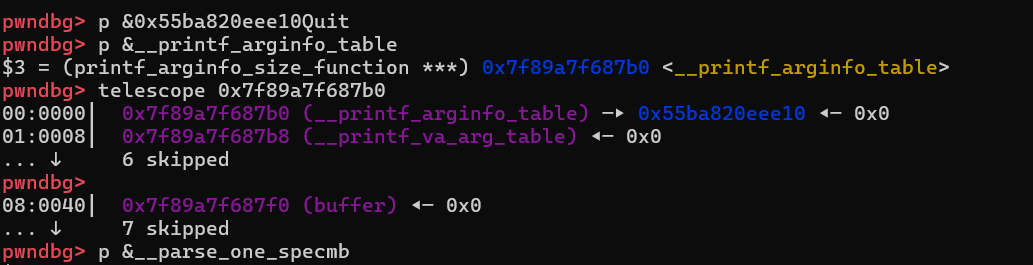 pwndbg> p &0x55ba820eee10Quit
pwndbg> p &__printf_arginfo_table
$3 = (printf_arginfo_size_function ***) 0x7f89a7f687b0 <__printf_arginfo_table>
pwndbg> telescope 0x7f89a7f687b0
00:0000│ 0x7f89a7f687b0 (__printf_arginfo_table) —▸ 0x55ba820eee10 ◂— 0x0
01:0008│ 0x7f89a7f687b8 (__printf_va_arg_table) ◂— 0x0
... ↓ 6 skipped
pwndbg>
08:0040│ 0x7f89a7f687f0 (buffer) ◂— 0x0
... ↓ 7 skipped
pwndbg> p &__parse_one_specmb